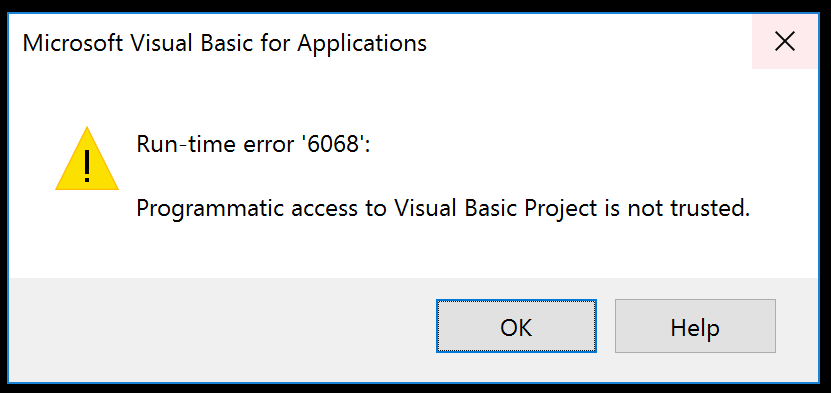 Microsoft Visual Basic for Applications
Run-time error '6068':
Programmatic access to Visual Basic Project is not trusted.
OK
Help